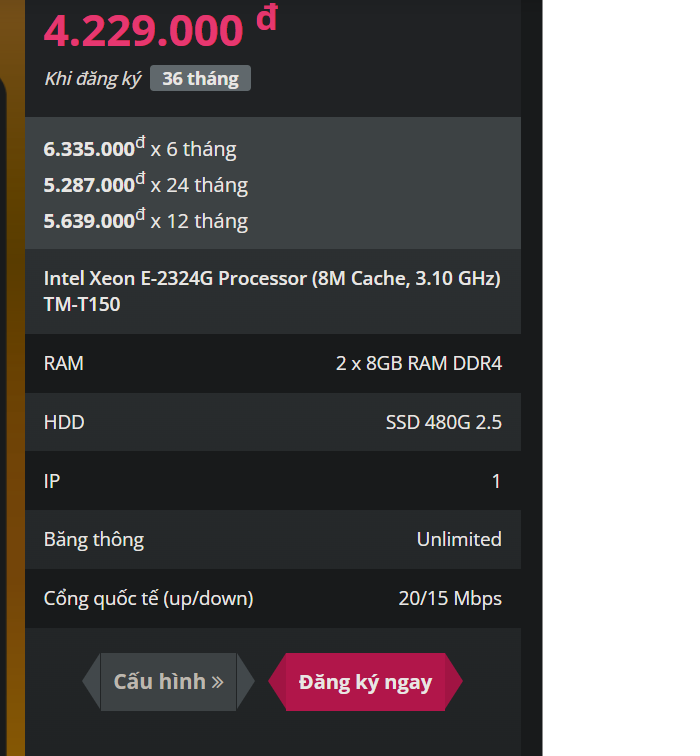 4.229.000 đ
Khi đăng ký 36 tháng
6.335.000đ x 6 tháng
5.287.000đ x 24 tháng
5.639.000đ x 12 tháng
Intel Xeon E-2324G Processor (8M Cache, 3.10 GHz)
TM-T150
RAM 2 x 8GB RAM DDR4
HDD SSD 480G 2.5
IP 1
Băng thông Unlimited
Cổng quốc tế (up/down) 20/15 Mbps
Cấu hình » Đăng ký ngay